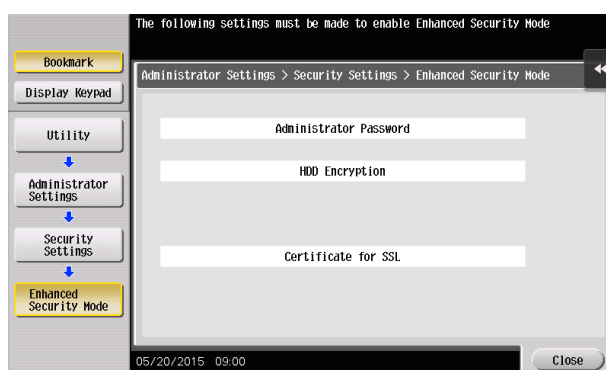 The following settings must be made to enable Enhanced Security Mode
Bookmark
Display Keypad
Administrator Settings > Security Settings > Enhanced Security Mode
Utility
Administrator
Settings
Security
Settings
Enhanced
Security Mode
Administrator Password
HDD Encryption
Certificate for SSL
05/20/2015 09:00
Close